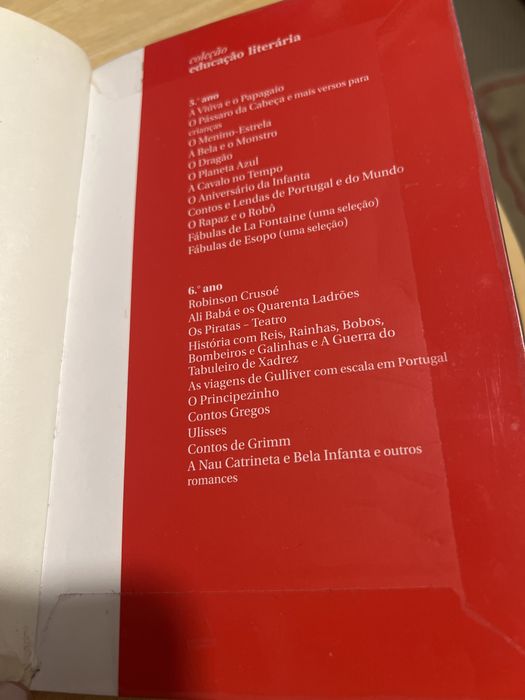 coleção
educação literária
5.º ano
A Viúva e o Papagaio
O Pássaro da Cabeça e mais versos para
crianças
O Menino-Estrela
A Bela e o Monstro
O Dragão
O Planeta Azul
A Cavalo no Tempo
O Aniversário da Infanta
Contos e Lendas de Portugal e do Mundo
O Rapaz e o Robô
Fábulas de La Fontaine (uma seleção)
Fábulas de Esopo (uma seleção)
6.º ano
Robinson Crusoé
Ali Babá e os Quarenta Ladrões
Os Piratas – Teatro
História com Reis, Rainhas, Bobos,
Bombeiros e Galinhas e A Guerra do
Tabuleiro de Xadrez
As viagens de Gulliver com escala em Portugal
O Principezinho
Contos Gregos
Ulisses
Contos de Grimm
A Nau Catrineta e Bela Infanta e outros
romances